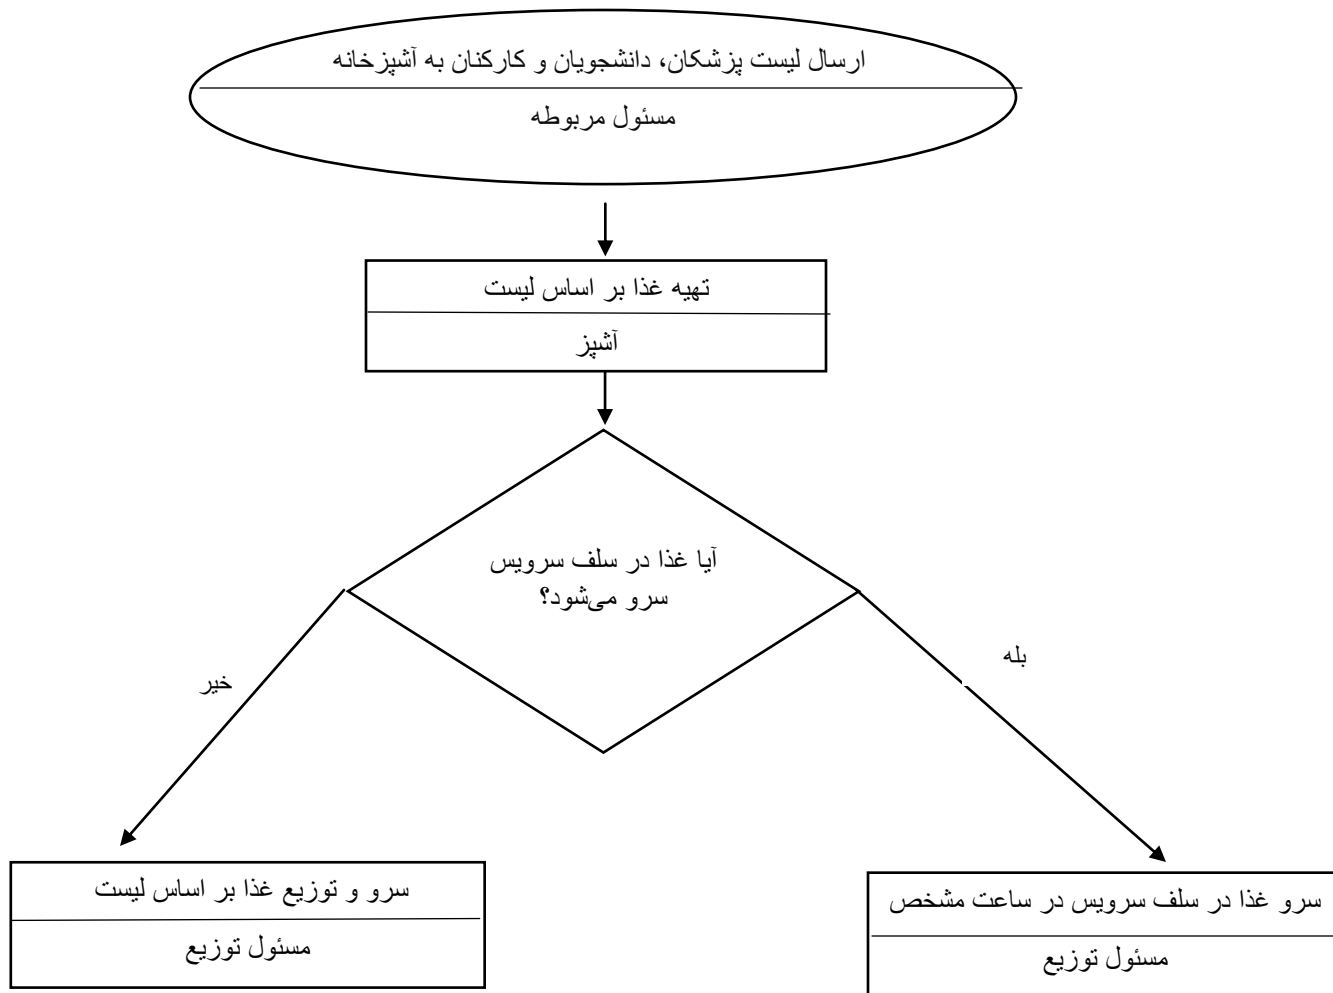 ارسال لیست پزشکان، دانشجویان و کارکنان به آشپزخانه
مسئول مربوطه
تهیه غذا بر اساس لیست
آشپز
آیا غذا در سلف سرویس
سرو می‌شود؟
بله
خیر
سرو غذا در سلف سرویس در ساعت مشخص
مسئول توزیع
سرو و توزیع غذا بر اساس لیست
مسئول توزیع